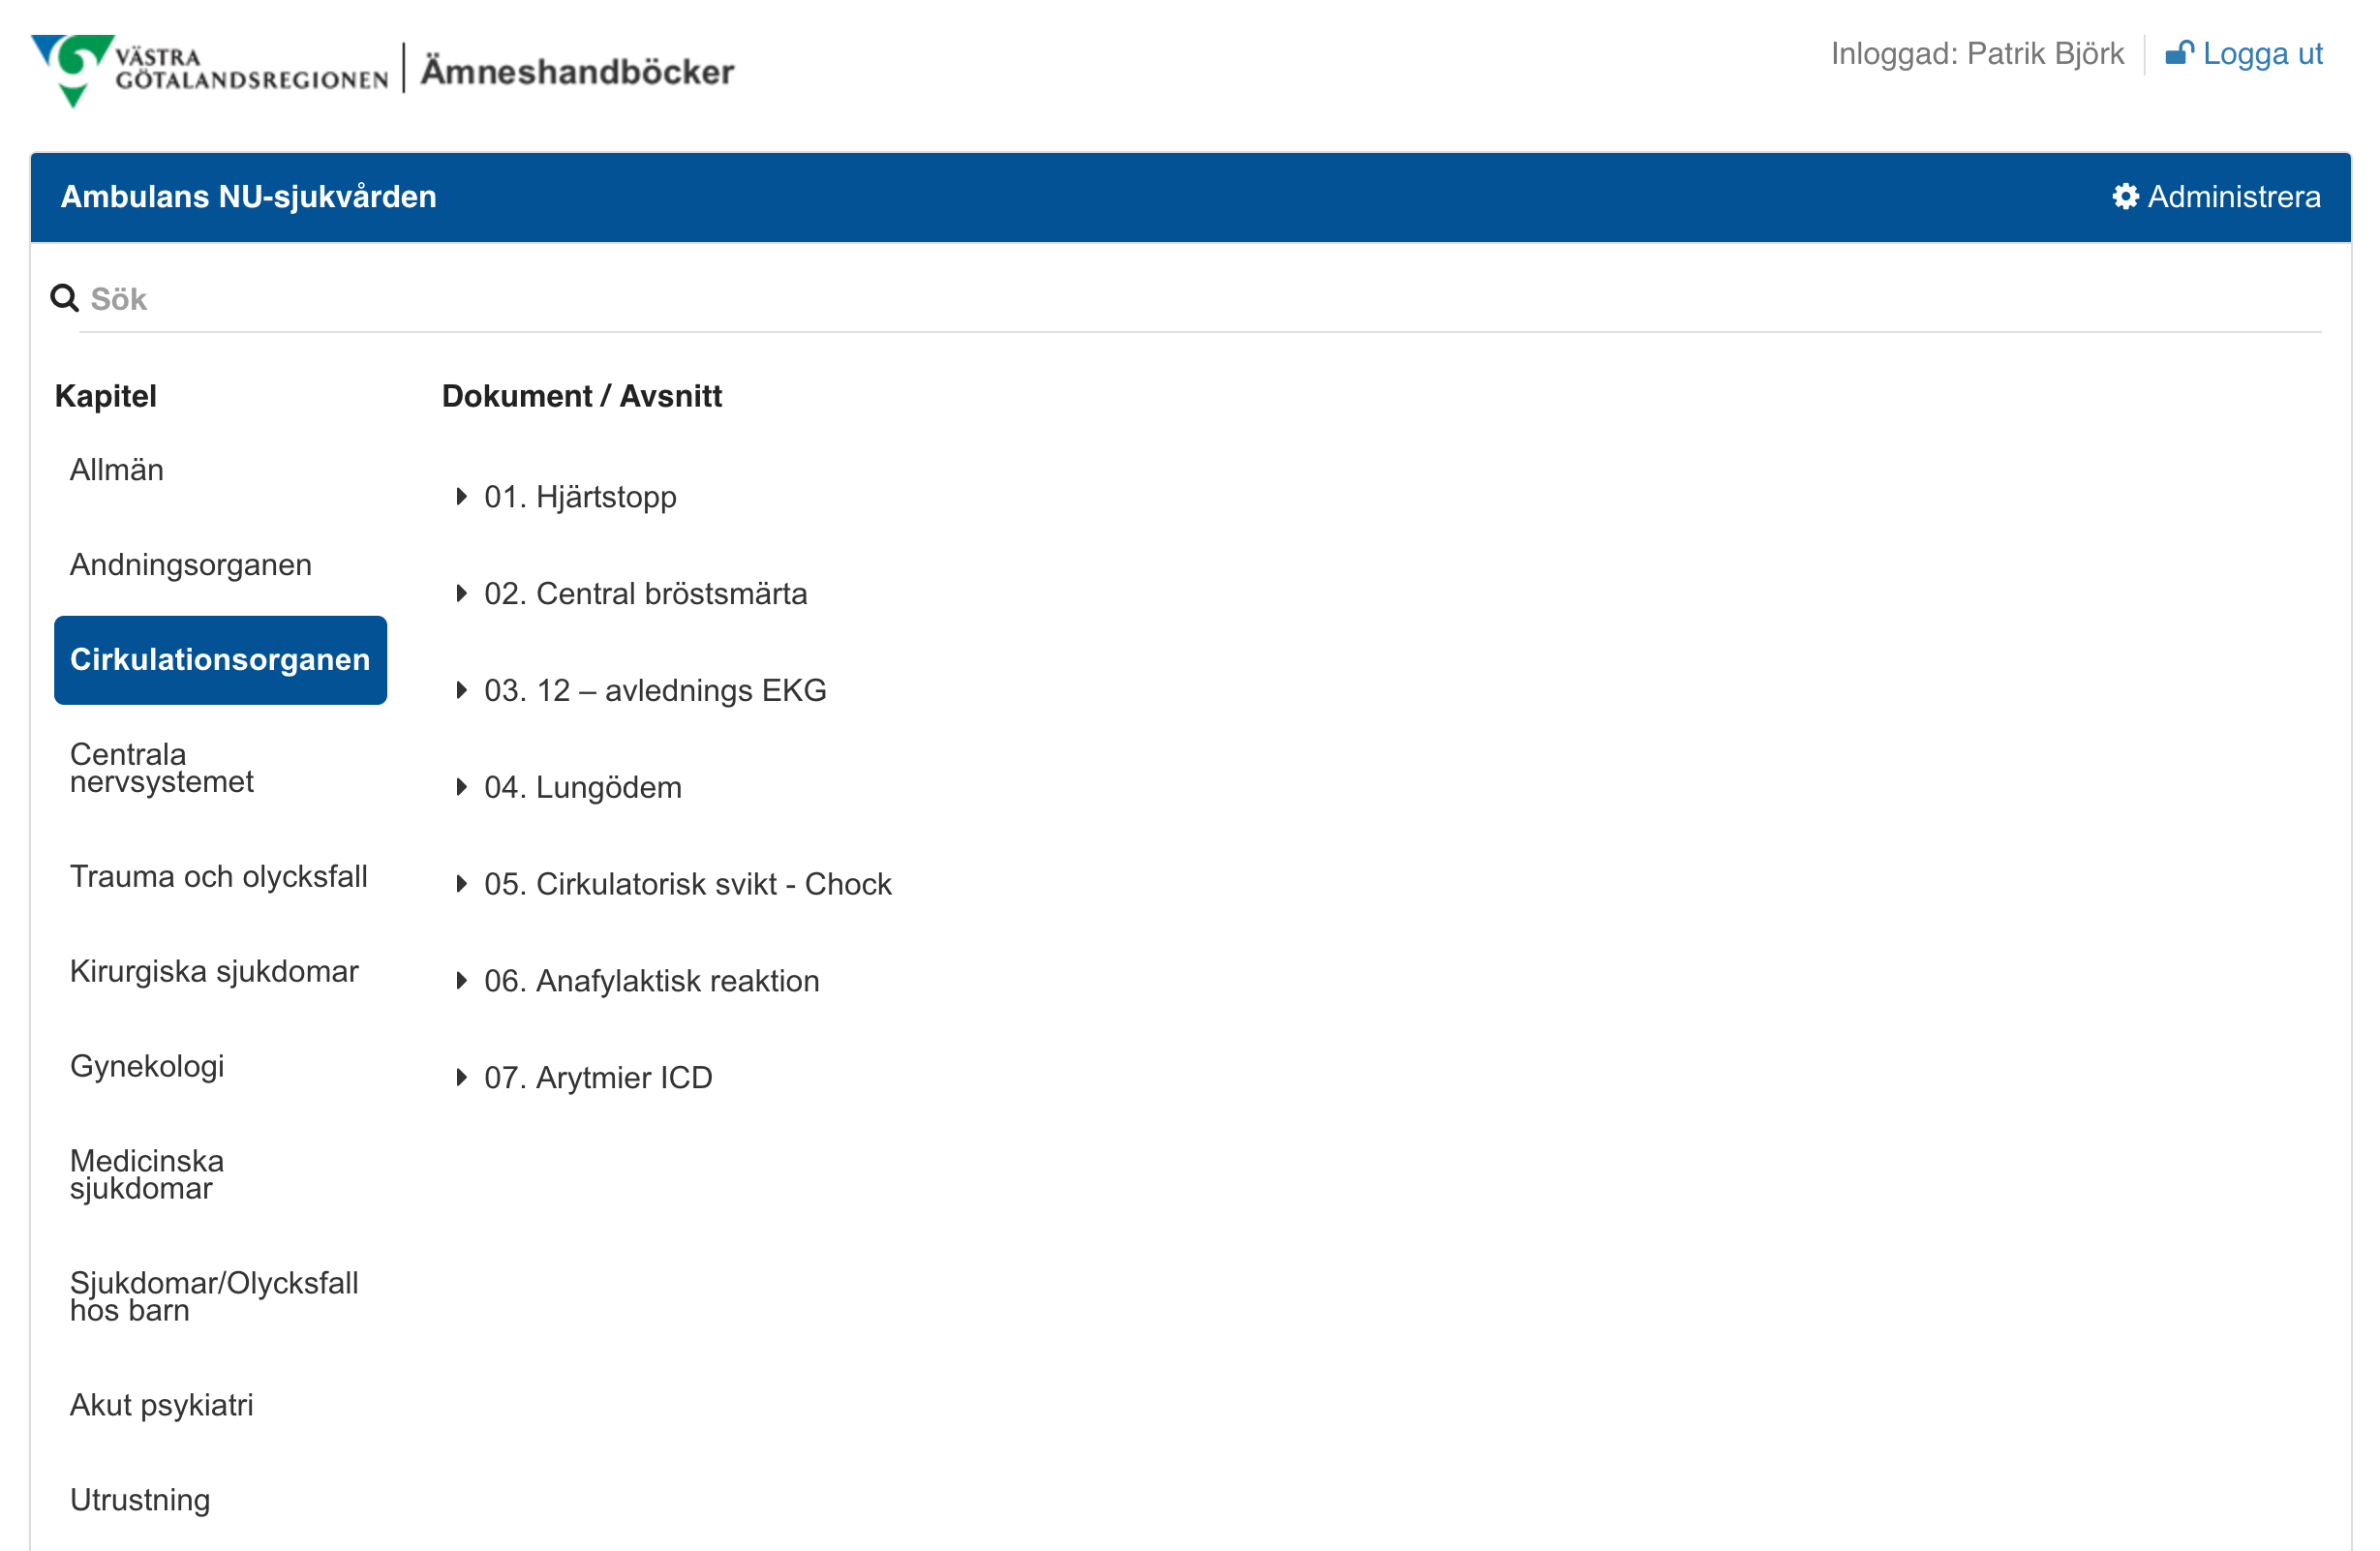 VÄSTRA
GÖTALANDSREGIONEN
Ämneshandböcker
Inloggad: Patrik Björk
Logga ut
Ambulans NU-sjukvården
Administrera
Sök
Kapitel
Allmän
Andningsorganen
Cirkulationsorganen
Centrala
nervsystemet
Trauma och olycksfall
Kirurgiska sjukdomar
Gynekologi
Medicinska
sjukdomar
Sjukdomar/Olycksfall
hos barn
Akut psykiatri
Utrustning
Dokument / Avsnitt
01. Hjärtstopp
02. Central bröstsmärta
03. 12 – avlednings EKG
04. Lungödem
05. Cirkulatorisk svikt - Chock
06. Anafylaktisk reaktion
07. Arytmier ICD